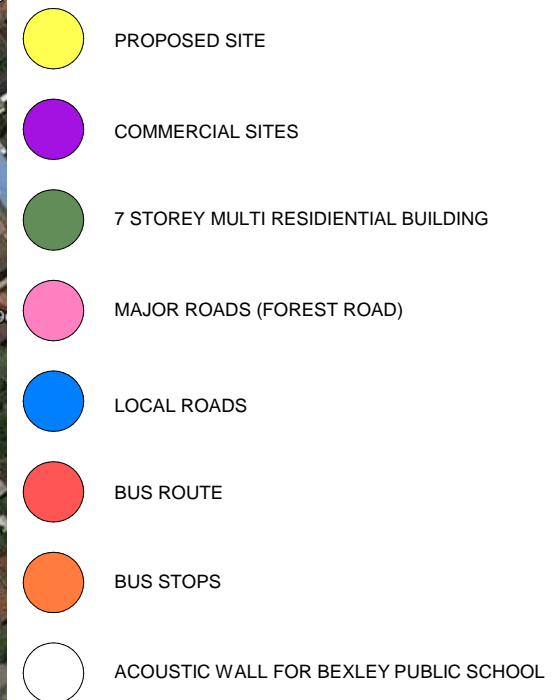 PROPOSED SITE
COMMERCIAL SITES
7 STOREY MULTI RESIDIENTIAL BUILDING
MAJOR ROADS (FOREST ROAD)
LOCAL ROADS
BUS ROUTE
BUS STOPS
ACOUSTIC WALL FOR BEXLEY PUBLIC SCHOOL